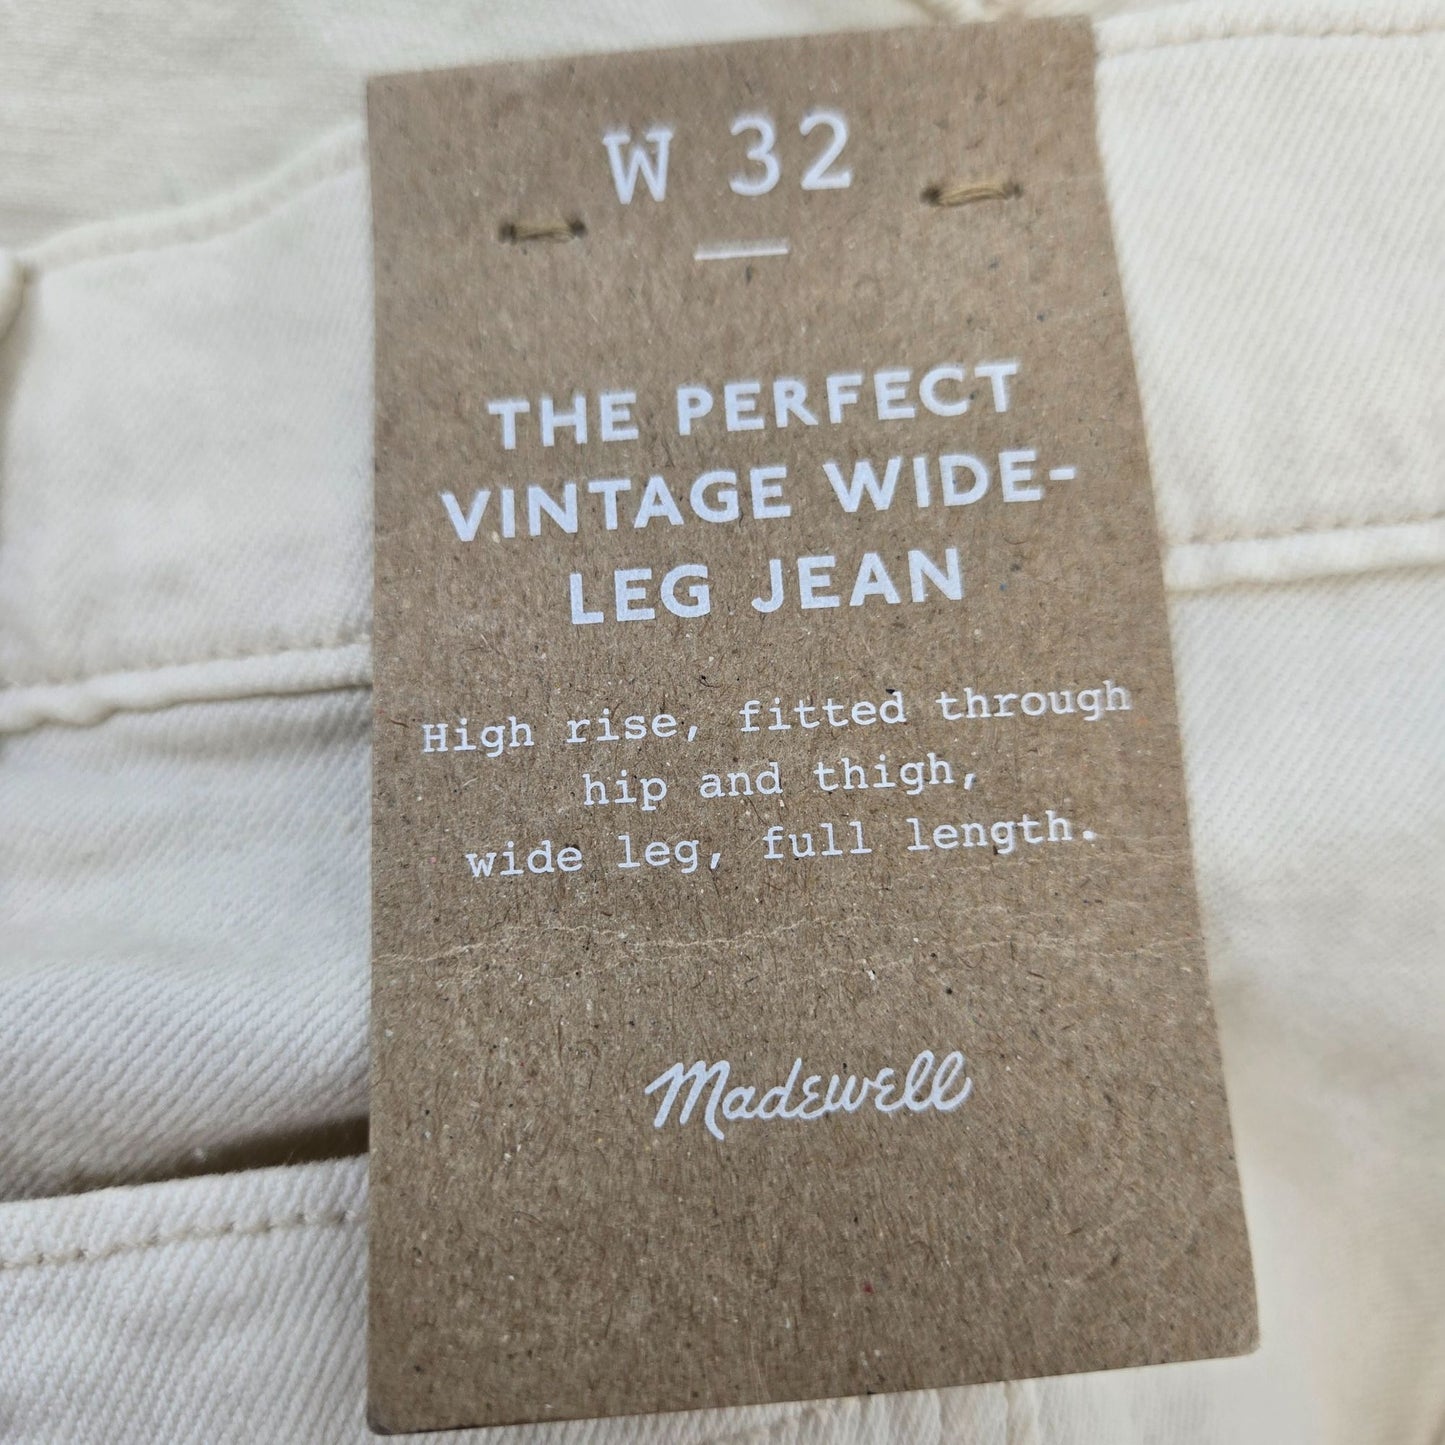 W 32
THE PERFECT
VINTAGE WIDE-
LEG JEAN
High rise, fitted through
hip and thigh,
wide leg, full length.
Madewell